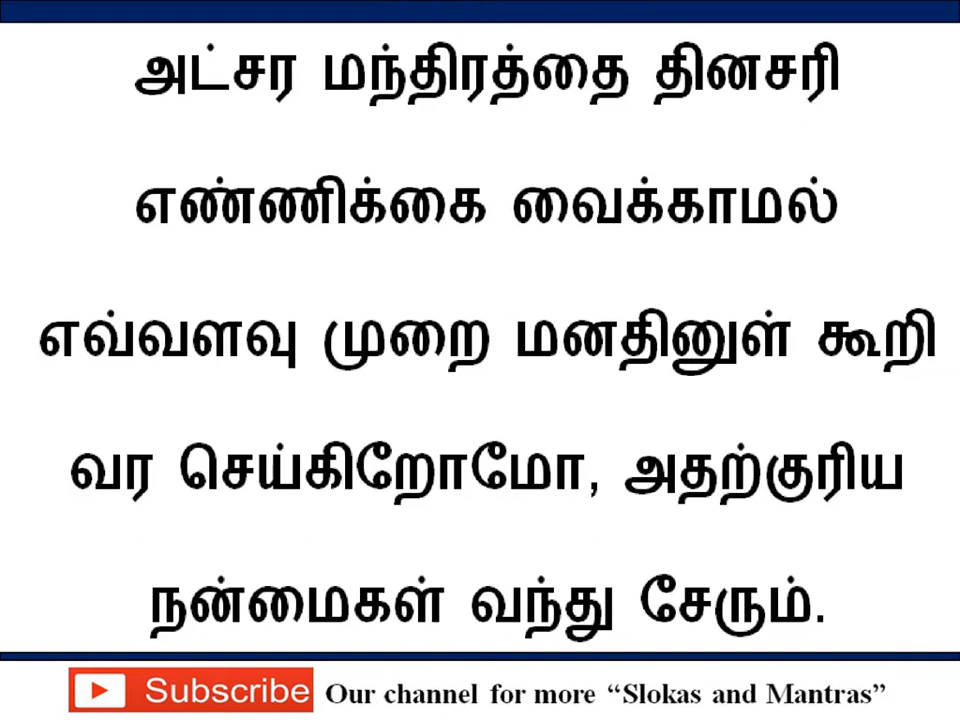 அட்சர மந்திரத்தை தினசரி
எண்ணிக்கை வைக்காமல்
எவ்வளவு முறை மனதினுள் கூறி
வர செய்கிறோமோ, அதற்குரிய
நன்மைகள் வந்து சேரும்.
Subscribe Our channel for more “Slokas and Mantras”